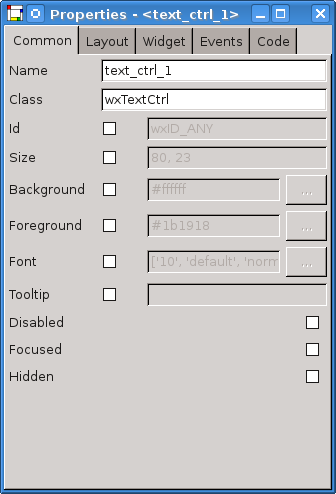 Properties - <text_ctrl_1>
Common Layout Widget Events Code
Name text_ctrl_1
Class wxTextCtrl
Id wxID_ANY
Size 80, 23
Background #ffffff ...
Foreground #1b1918 ...
Font ['10', 'default', 'norm ...
Tooltip
Disabled
Focused
Hidden